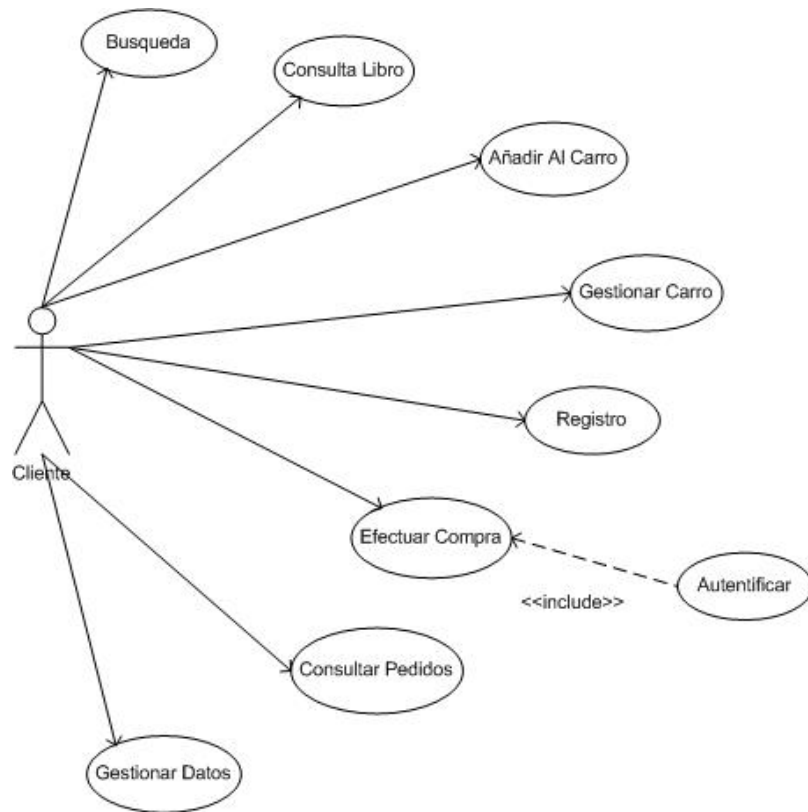 Busqueda
Consulta Libro
Añadir Al Carro
Gestionar Carro
Registro
Cliente
Efectuar Compra
Autentificar
<<include>>
Consultar Pedidos
Gestionar Datos